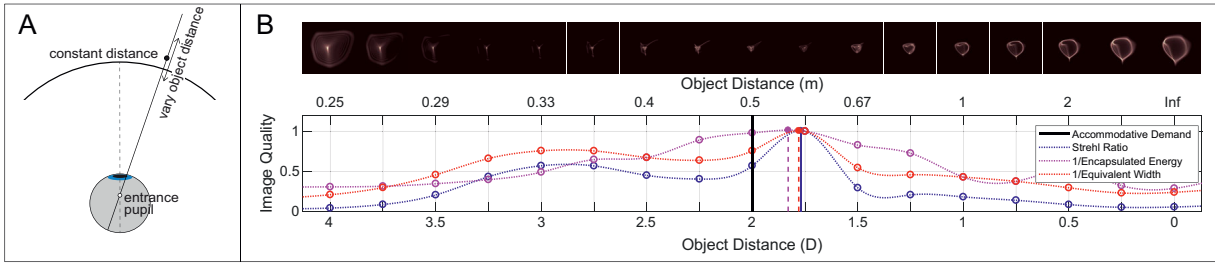 A
constant distance
vary object distance
entrance
pupil
B
Object Distance (m)
0.25 0.29 0.33 0.4 0.5 0.67 1 2 Inf
Image Quality
1
0.5
0
Accommodative Demand
Strehl Ratio
1/Encapsulated Energy
1/Equivalent Width
4 3.5 3 2.5 2 1.5 1 0.5 0
Object Distance (D)